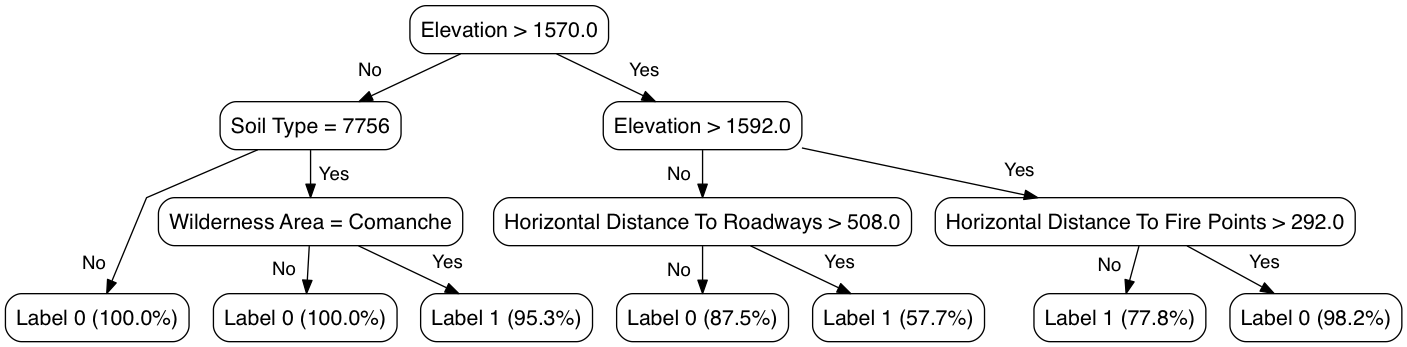 Elevation > 1570.0
No
Yes
Soil Type = 7756
Elevation > 1592.0
Yes
No
Yes
Wilderness Area = Comanche
Horizontal Distance To Roadways > 508.0
Horizontal Distance To Fire Points > 292.0
No
No
Yes
No
Yes
No
Yes
Label 0 (100.0%)
Label 0 (100.0%)
Label 1 (95.3%)
Label 0 (87.5%)
Label 1 (57.7%)
Label 1 (77.8%)
Label 0 (98.2%)